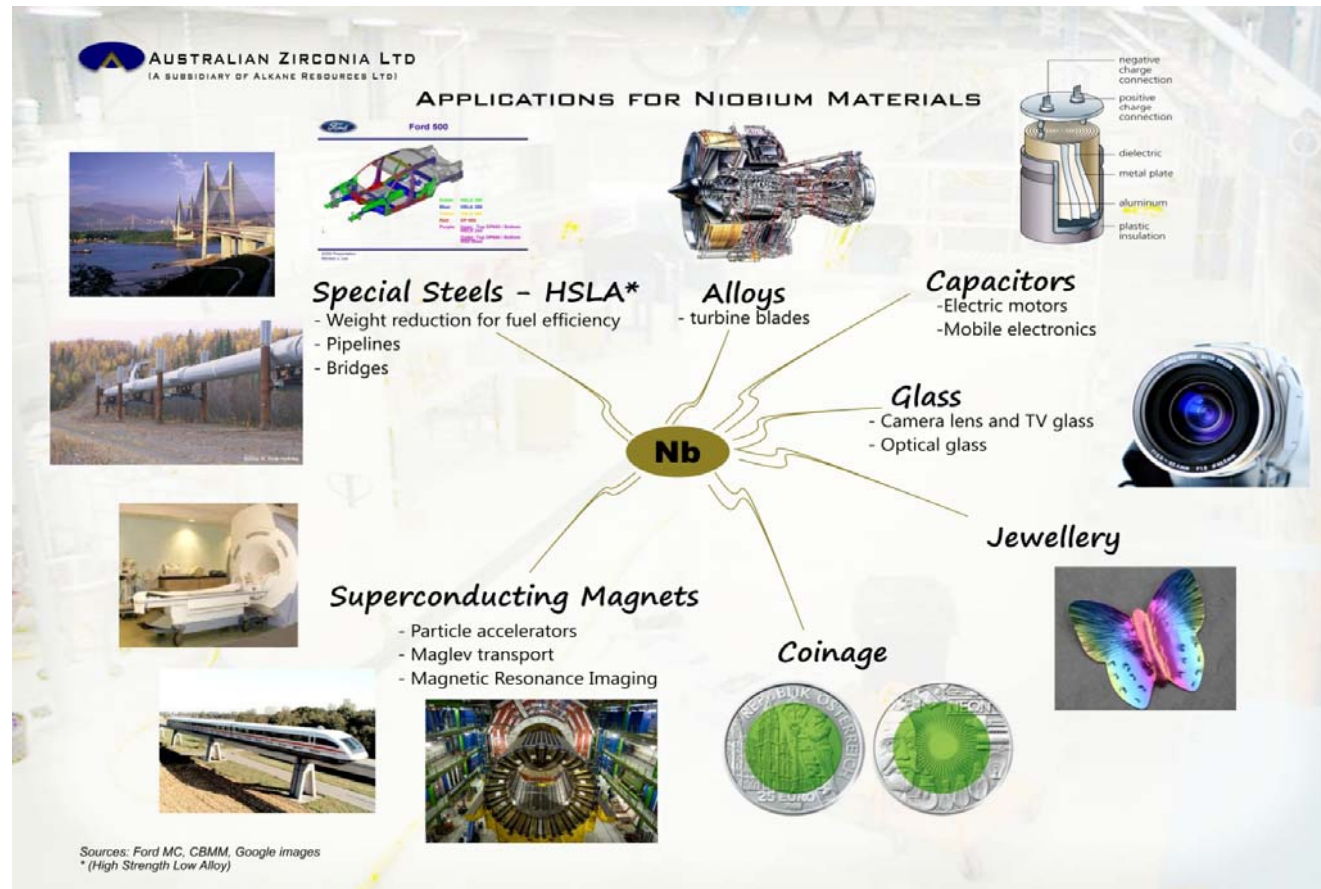 AUSTRALIAN ZIRCONIA LTD
(A SUBSIDIARY OF ALKANE RESOURCES LTD)
APPLICATIONS FOR NIOBIUM MATERIALS
Ford
Ford 500
negative
charge
connection
positive
charge
connection
dielectric
metal plate
aluminum
plastic
insulation
Special Steels - HSLA*
- Weight reduction for fuel efficiency
- Pipelines
- Bridges
Alloys
- turbine blades
Capacitors
-Electric motors
-Mobile electronics
Glass
- Camera lens and TV glass
- Optical glass
Nb
Jewellery
Superconducting Magnets
- Particle accelerators
- Maglev transport
- Magnetic Resonance Imaging
Coinage
REPUBLIK ÖSTERREICH
25 EURO
Sources: Ford MC, CBMM, Google images
* (High Strength Low Alloy)